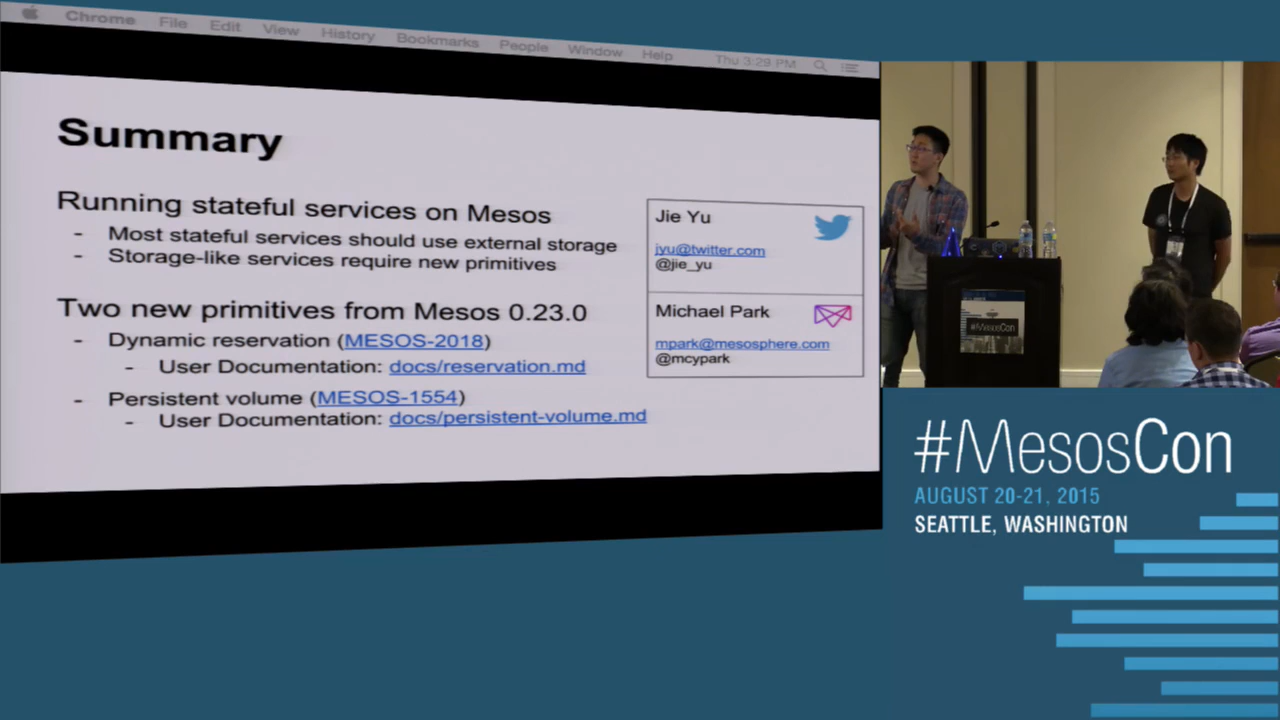 Chrome File Edit View History Bookmarks People Window Help Thu 3:29 PM
Summary
Running stateful services on Mesos
- Most stateful services should use external storage
- Storage-like services require new primitives
Two new primitives from Mesos 0.23.0
- Dynamic reservation (MESOS-2018)
- User Documentation: docs/reservation.md
- Persistent volume (MESOS-1554)
- User Documentation: docs/persistent-volume.md
Jie Yu
jyu@twitter.com
@jie_yu
Michael Park
mpark@mesosphere.com
@mcypark
#MesosCon
#MesosCon
AUGUST 20-21, 2015
SEATTLE, WASHINGTON